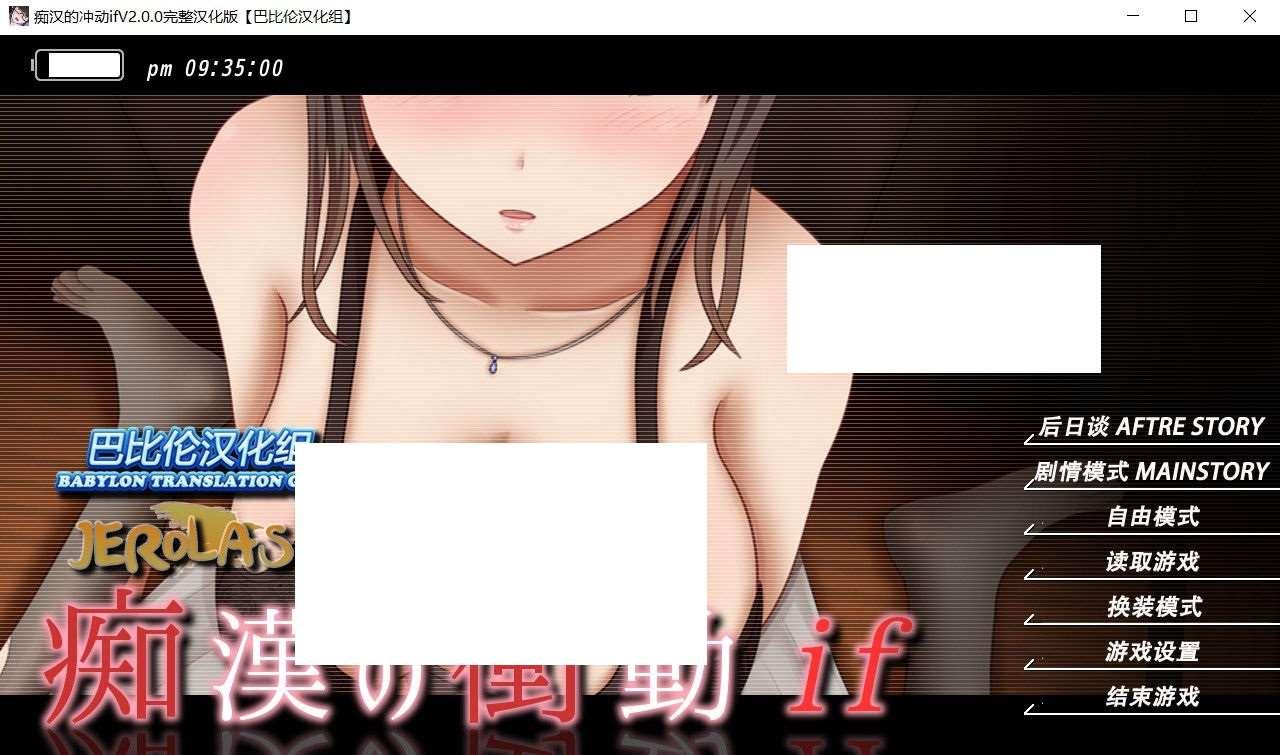 痴汉的冲动ifV2.0.0完整汉化版【巴比伦汉化组】
pm 09:35:00
后日谈 AFTRE STORY
剧情模式 MAINSTORY
自由模式
读取游戏
换装模式
游戏设置
结束游戏
巴比伦汉化组
BABYLON TRANSLATION
JEROLAS
痴漢の衝動if